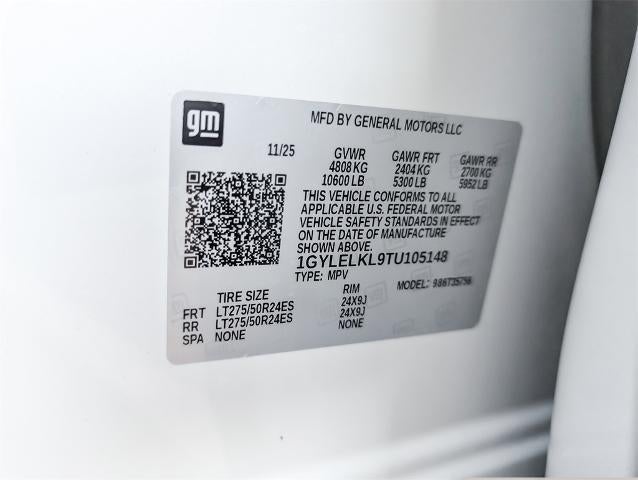 gm
MFD BY GENERAL MOTORS LLC
11/25 GVWR GAWR FRT GAWR RR
4808 KG 2404 KG 2700 KG
10600 LB 5300 LB 5952 LB
THIS VEHICLE CONFORMS TO ALL
APPLICABLE U.S. FEDERAL MOTOR
VEHICLE SAFETY STANDARDS IN EFFECT
ON THE DATE OF MANUFACTURE
SHOWN ABOVE.
1GYLELKL9TU105148
TYPE: MPV
MODEL: 986T35756
TIRE SIZE RIM
FRT LT275/50R24ES 24X9J
RR LT275/50R24ES 24X9J
SPA NONE NONE